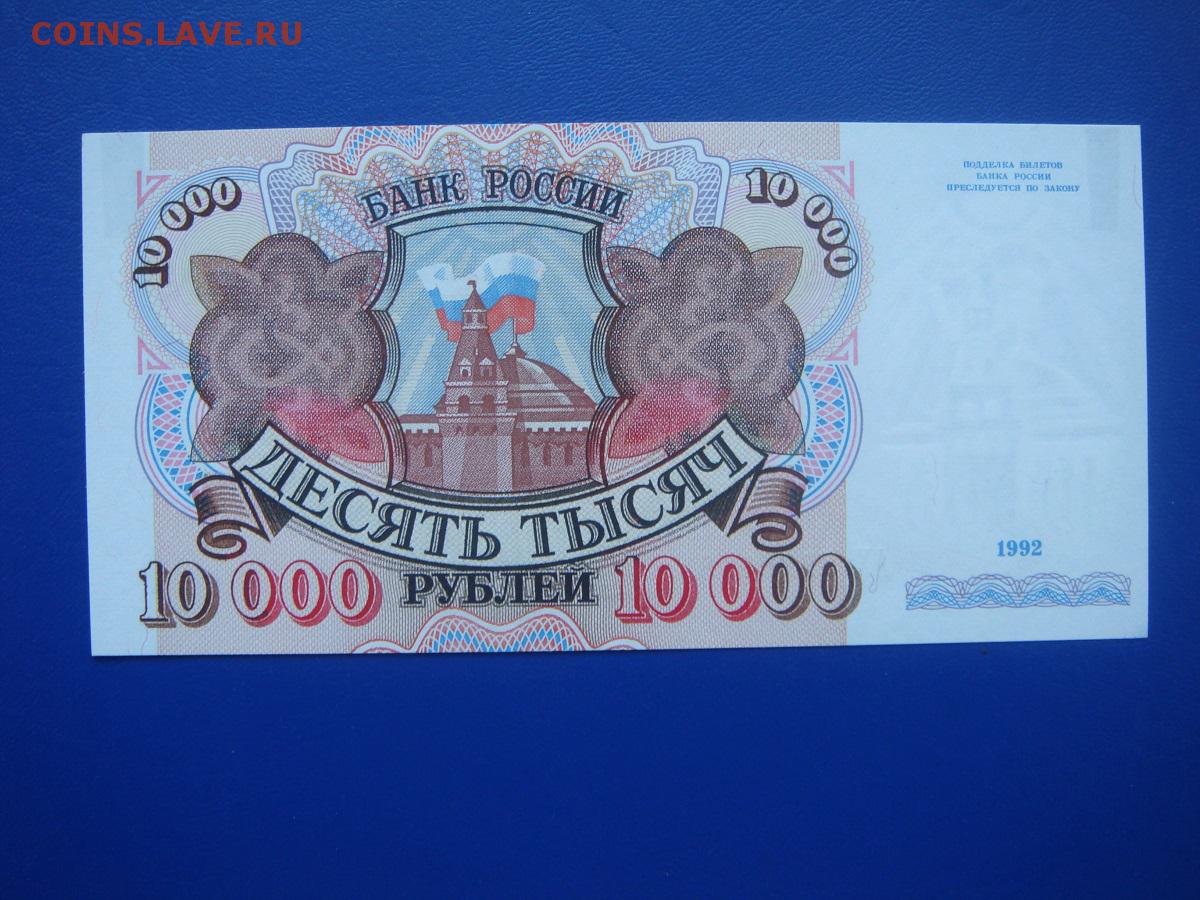 COINS.LAVE.RU
ПОДДЕЛКА БИЛЕТОВ
БАНКА РОССИИ
ПРЕСЛЕДУЕТСЯ ПО ЗАКОНУ
10 000
БАНК РОССИИ
10 000
ДЕСЯТЬ ТЫСЯЧ
1992
10 000 РУБЛЕЙ 10 000